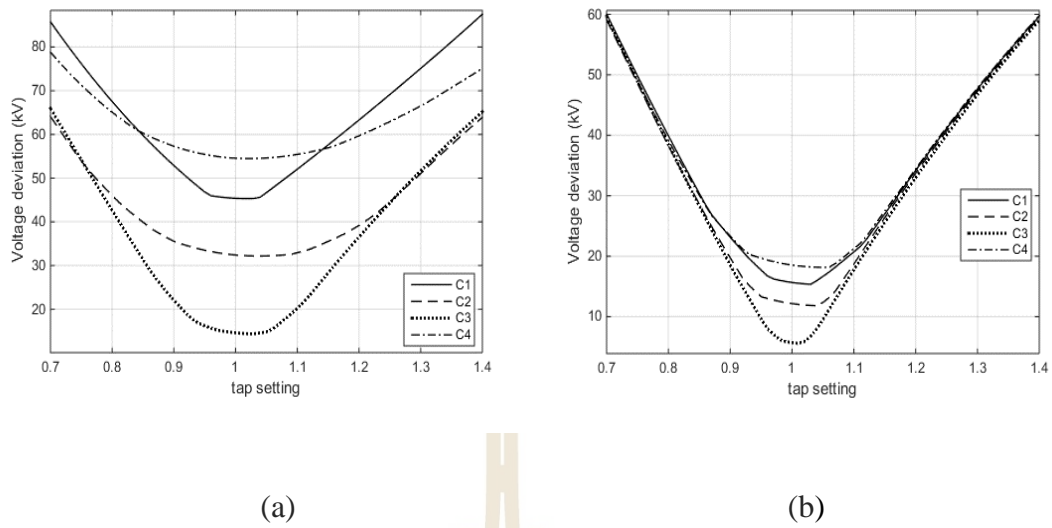 80
70
60
50
40
30
20
0.7 0.8 0.9 1 1.1 1.2 1.3 1.4
Voltage deviation (kV)
tap setting
C1
C2
C3
C4
60
50
40
30
20
10
0.7 0.8 0.9 1 1.1 1.2 1.3 1.4
Voltage deviation (kV)
tap setting
C1
C2
C3
C4
(a) (b)